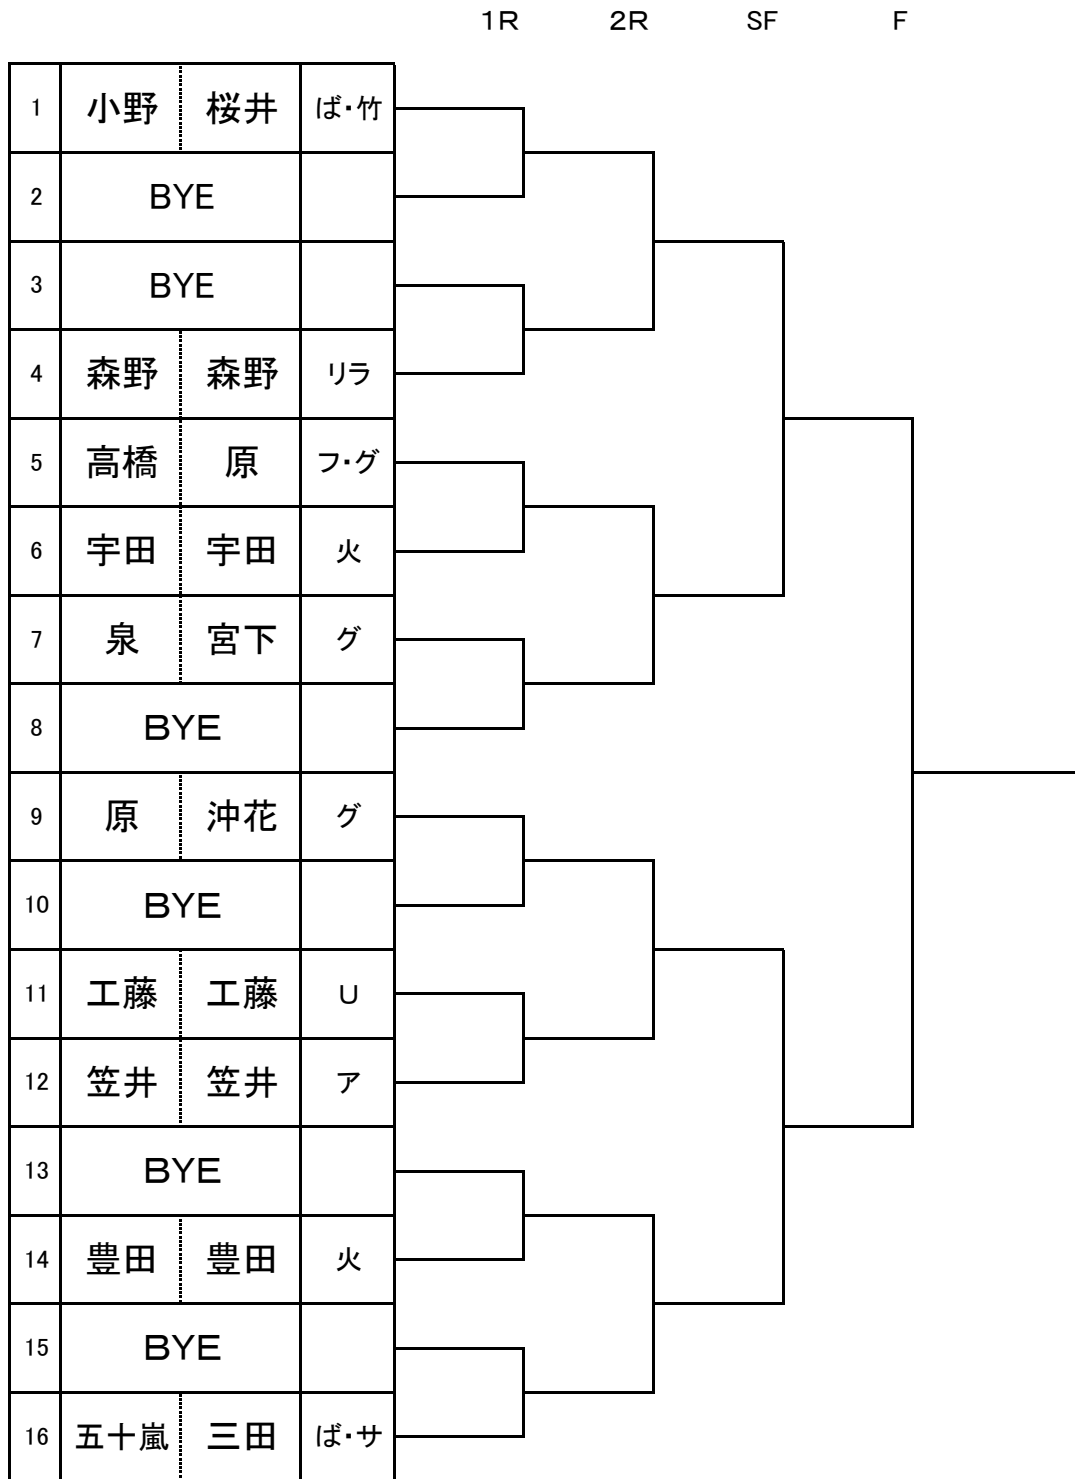 １R ２R SF F
1 小野 桜井 ば・竹
2 BYE
3 BYE
4 森野 森野 リラ
5 高橋 原 フ・グ
6 宇田 宇田 火
7 泉 宮下 グ
8 BYE
9 原 沖花 グ
10 BYE
11 工藤 工藤 U
12 笠井 笠井 ア
13 BYE
14 豊田 豊田 火
15 BYE
16 五十嵐 三田 ば・サ